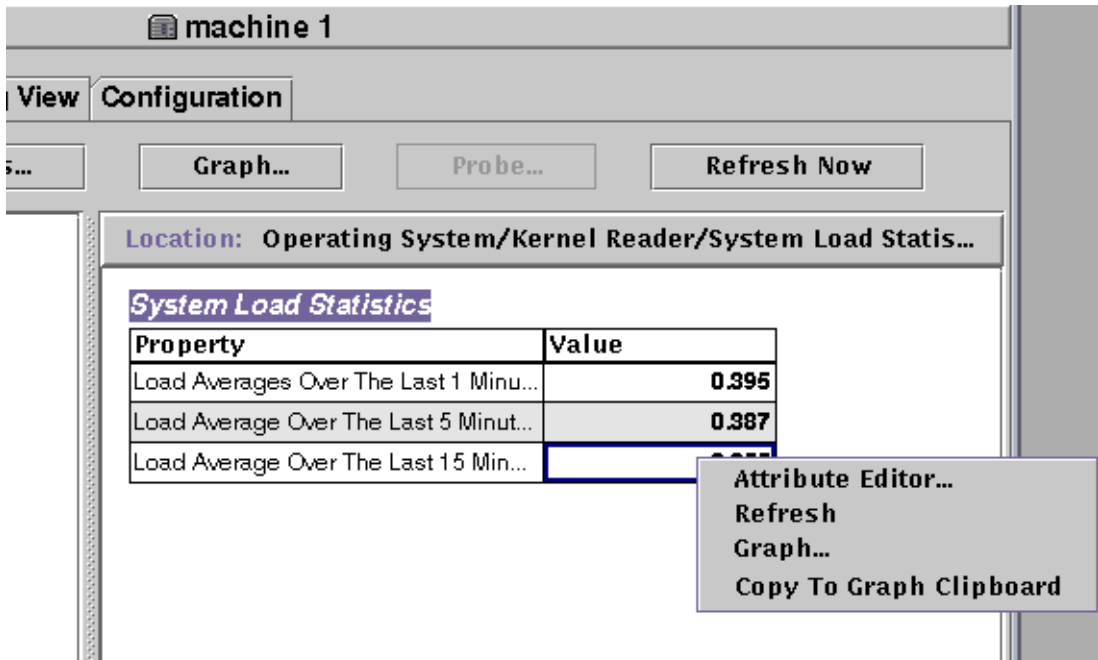 machine 1
View Configuration
s... Graph... Probe... Refresh Now
Location: Operating System/Kernel Reader/System Load Statis...
System Load Statistics
Property Value
Load Averages Over The Last 1 Minu... 0.395
Load Average Over The Last 5 Minut... 0.387
Load Average Over The Last 15 Min...
Attribute Editor...
Refresh
Graph...
Copy To Graph Clipboard